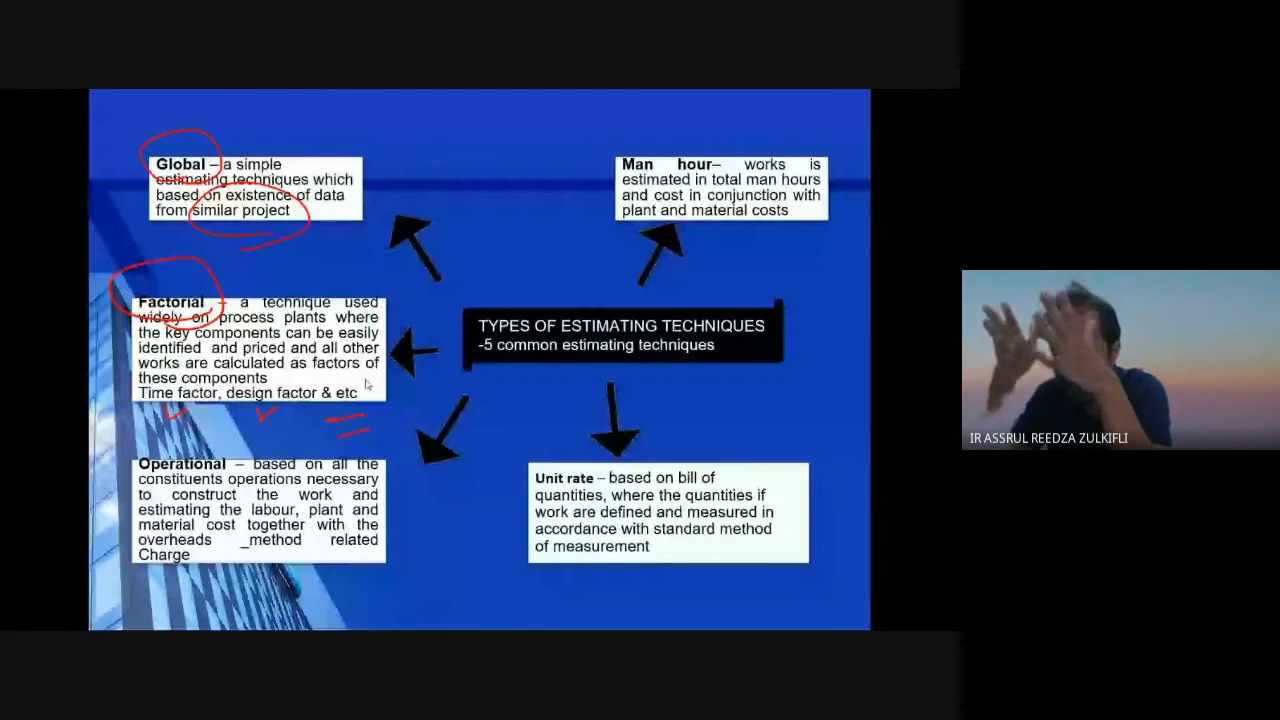 Global – a simple
estimating techniques which
based on existence of data
from similar project
Man hour– works is
estimated in total man hours
and cost in conjunction with
plant and material costs
Factorial – a technique used
widely on process plants where
the key components can be easily
identified and priced and all other
works are calculated as factors of
these components
Time factor, design factor & etc
TYPES OF ESTIMATING TECHNIQUES
-5 common estimating techniques
Operational – based on all the
constituents operations necessary
to construct the work and
estimating the labour, plant and
material cost together with the
overheads _method related
Charge
Unit rate – based on bill of
quantities, where the quantities if
work are defined and measured in
accordance with standard method
of measurement
IR ASSRUL REEDZA ZULKIFLI